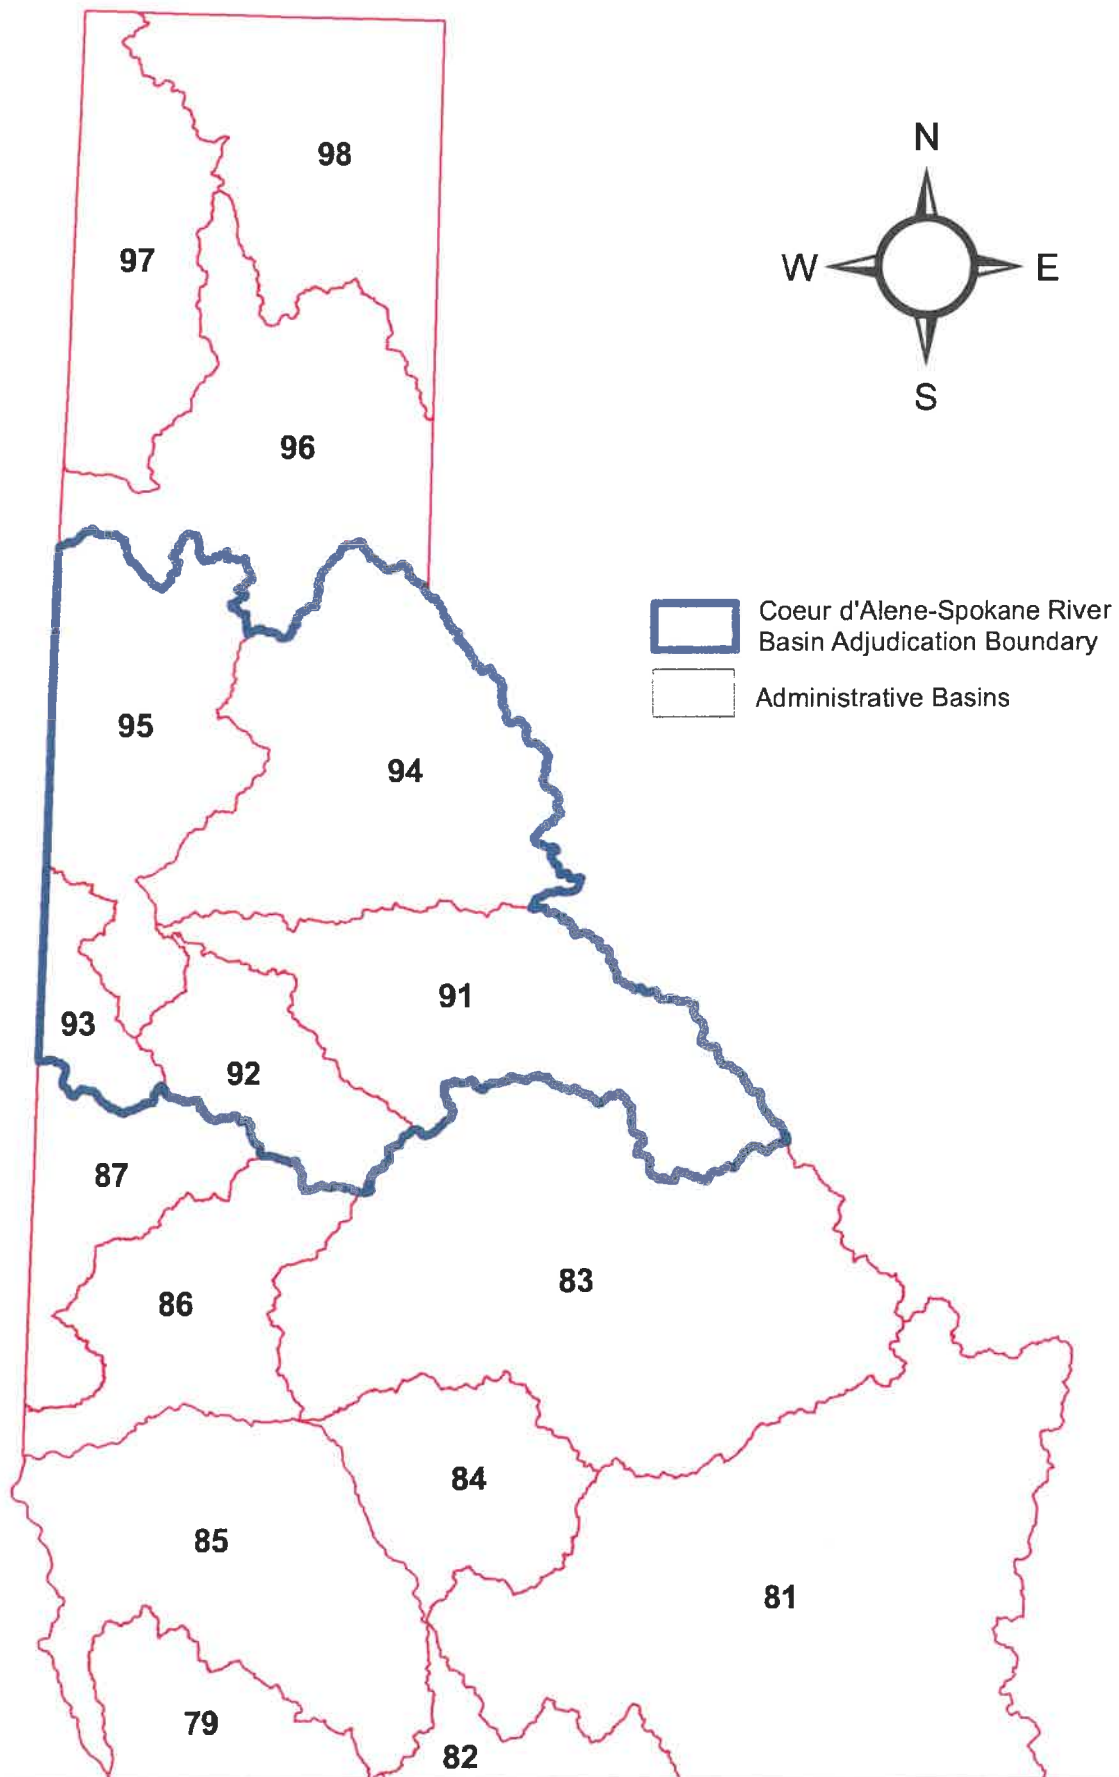 98
N
97
W
E
S
96
Coeur d'Alene-Spokane River
Basin Adjudication Boundary
Administrative Basins
95
94
91
93
92
87
83
86
84
85
81
79
82